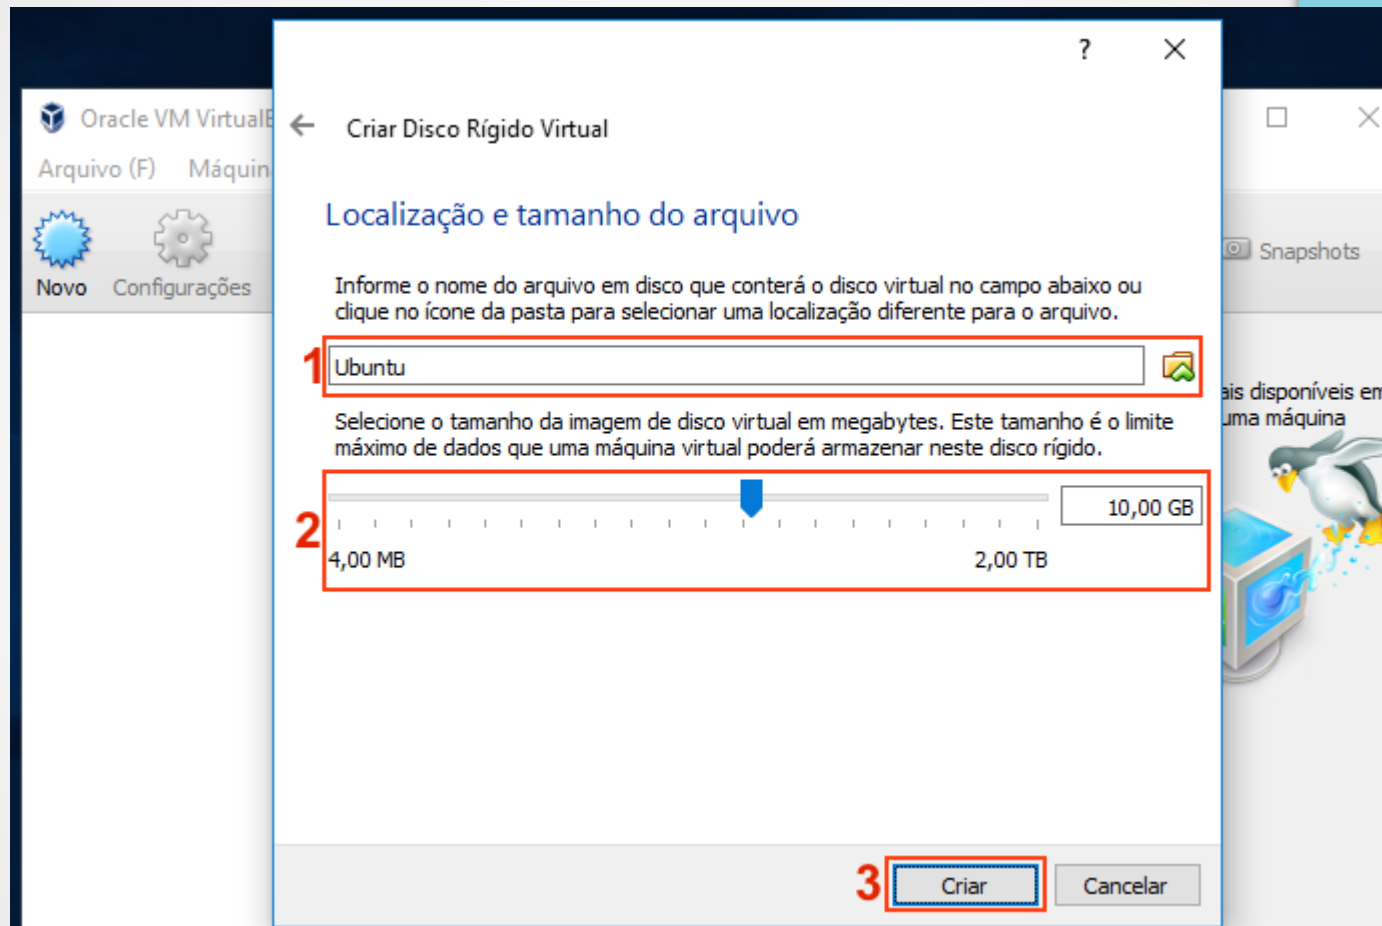 ?
Oracle VM VirtualB
Criar Disco Rígido Virtual
Arquivo (F) Máquin
Localização e tamanho do arquivo
Novo Configurações
Snapshots
Informe o nome do arquivo em disco que conterá o disco virtual no campo abaixo ou
clique no ícone da pasta para selecionar uma localização diferente para o arquivo.
1 Ubuntu
ais disponíveis em
uma máquina
Selecione o tamanho da imagem de disco virtual em megabytes. Este tamanho é o limite
máximo de dados que uma máquina virtual poderá armazenar neste disco rígido.
2
10,00 GB
4,00 MB 2,00 TB
3 Criar Cancelar